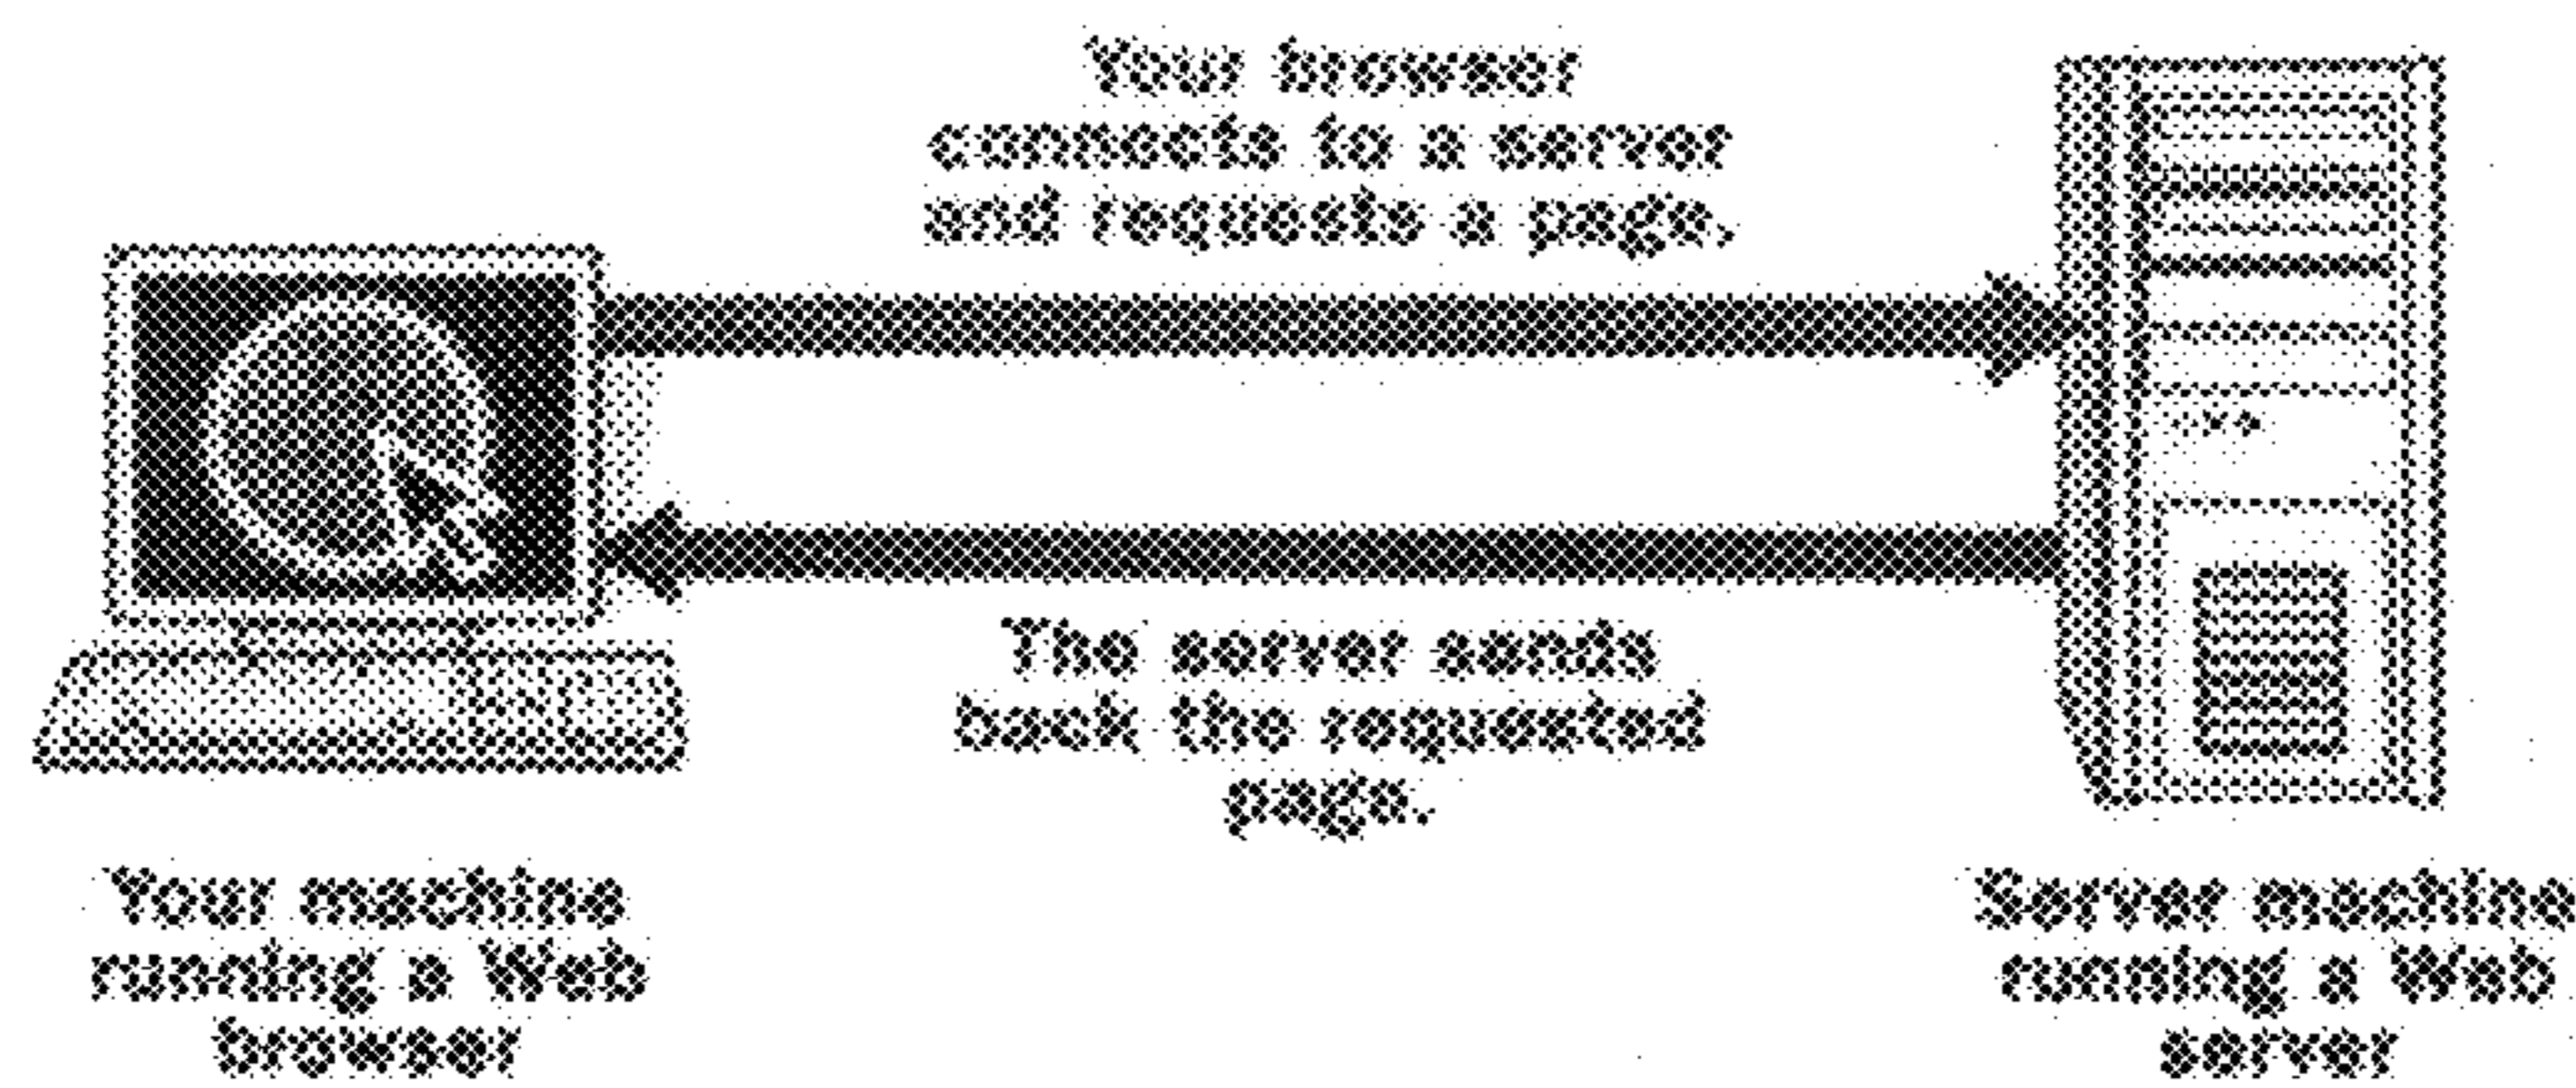 Your browser
connects to a server
and requests a page.
The server sends
back the requested
page.
Your machine
running a Web
browser
Server machine
running a Web
server